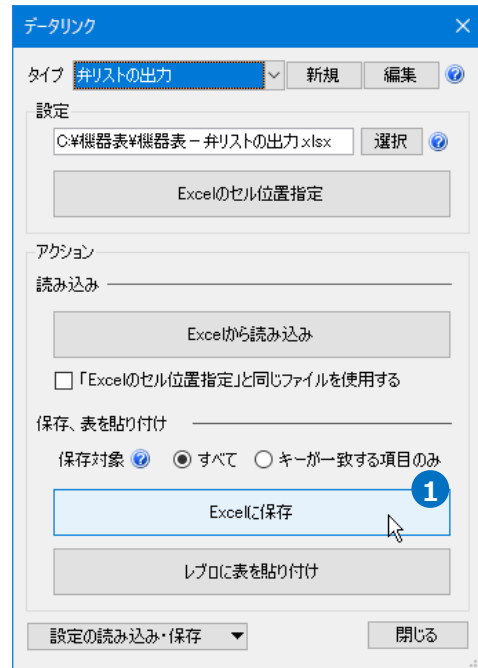 データリンク
タイプ 弁リストの出力 新規 編集
設定
C:¥機器表¥機器表－弁リストの出力.xlsx 選択
Excelのセル位置指定
アクション
読み込み
Excelから読み込み
「Excelのセル位置指定」と同じファイルを使用する
保存、表を貼り付け
保存対象 すべて キーが一致する項目のみ
1
Excelに保存
レブロに表を貼り付け
設定の読み込み・保存 閉じる